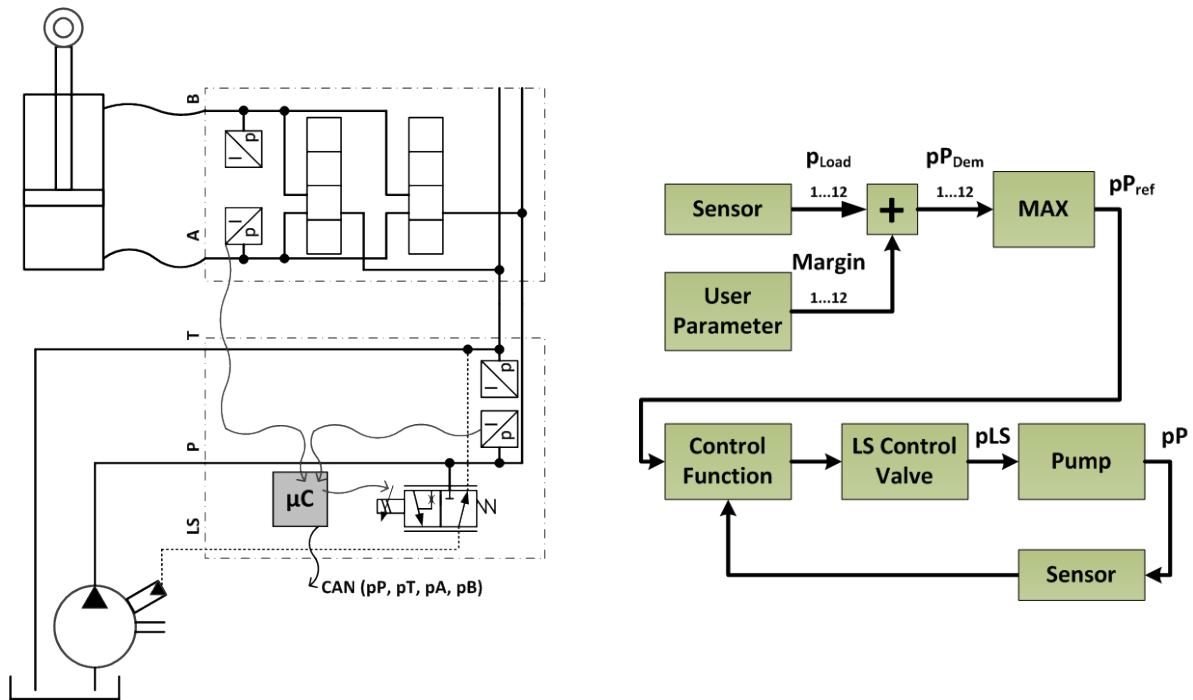 B
I
p
I
p
A
T
I
p
I
p
P
µC
LS
CAN (pP, pT, pA, pB)
pLoad
pPDem
pPref
1...12
1...12
Sensor
+
MAX
Margin
1...12
User
Parameter
Control
Function
LS Control
Valve
pLS
Pump
pP
Sensor